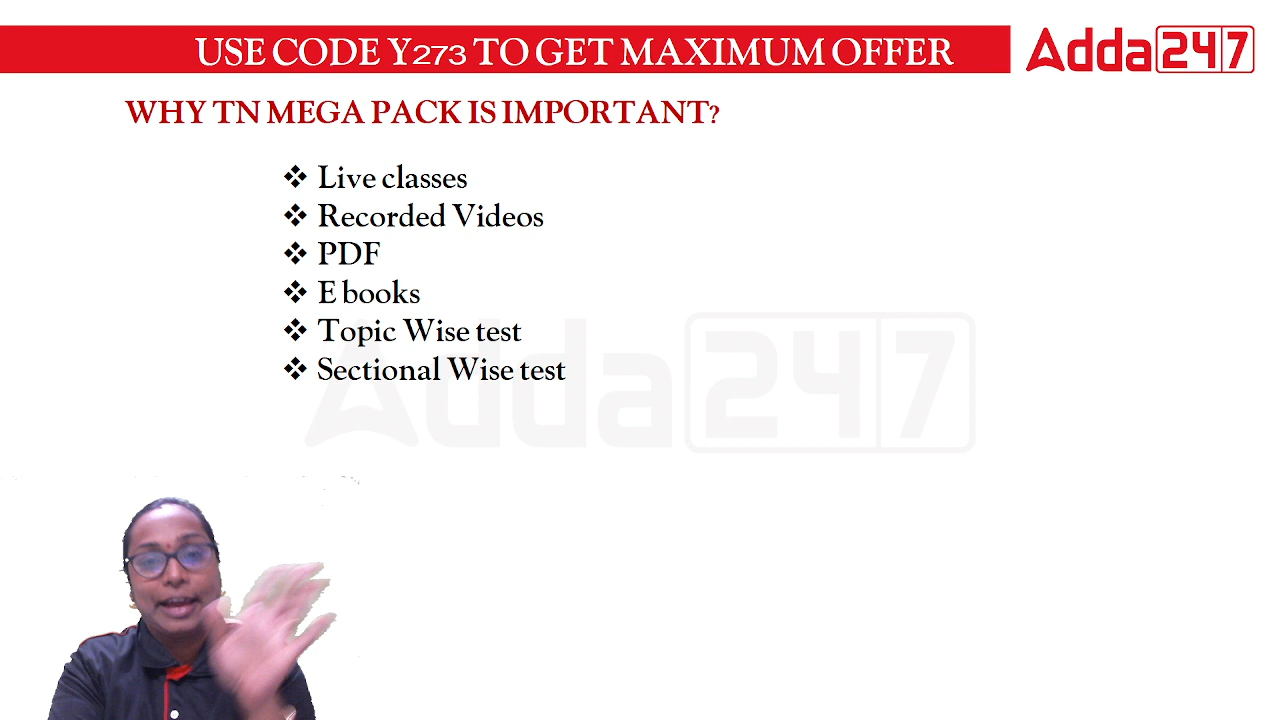 USE CODE Y273 TO GET MAXIMUM OFFER
Adda247
WHY TN MEGA PACK IS IMPORTANT?
❖ Live classes
❖ Recorded Videos
❖ PDF
❖ E books
❖ Topic Wise test
❖ Sectional Wise test
Adda247